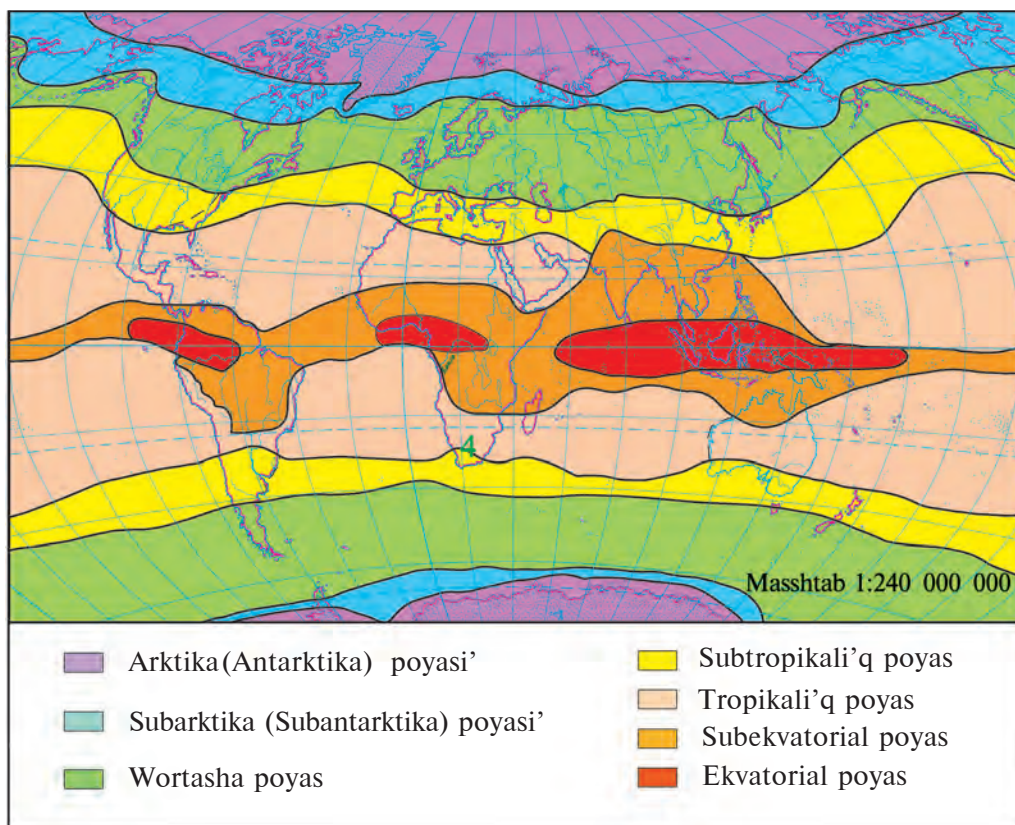 4
Masshtab 1:240 000 000
Arktika (Antarktika) poyasi’
Subarktika (Subantarktika) poyasi’
Wortasha poyas
Subtropikali’q poyas
Tropikali’q poyas
Subekvatorial poyas
Ekvatorial poyas